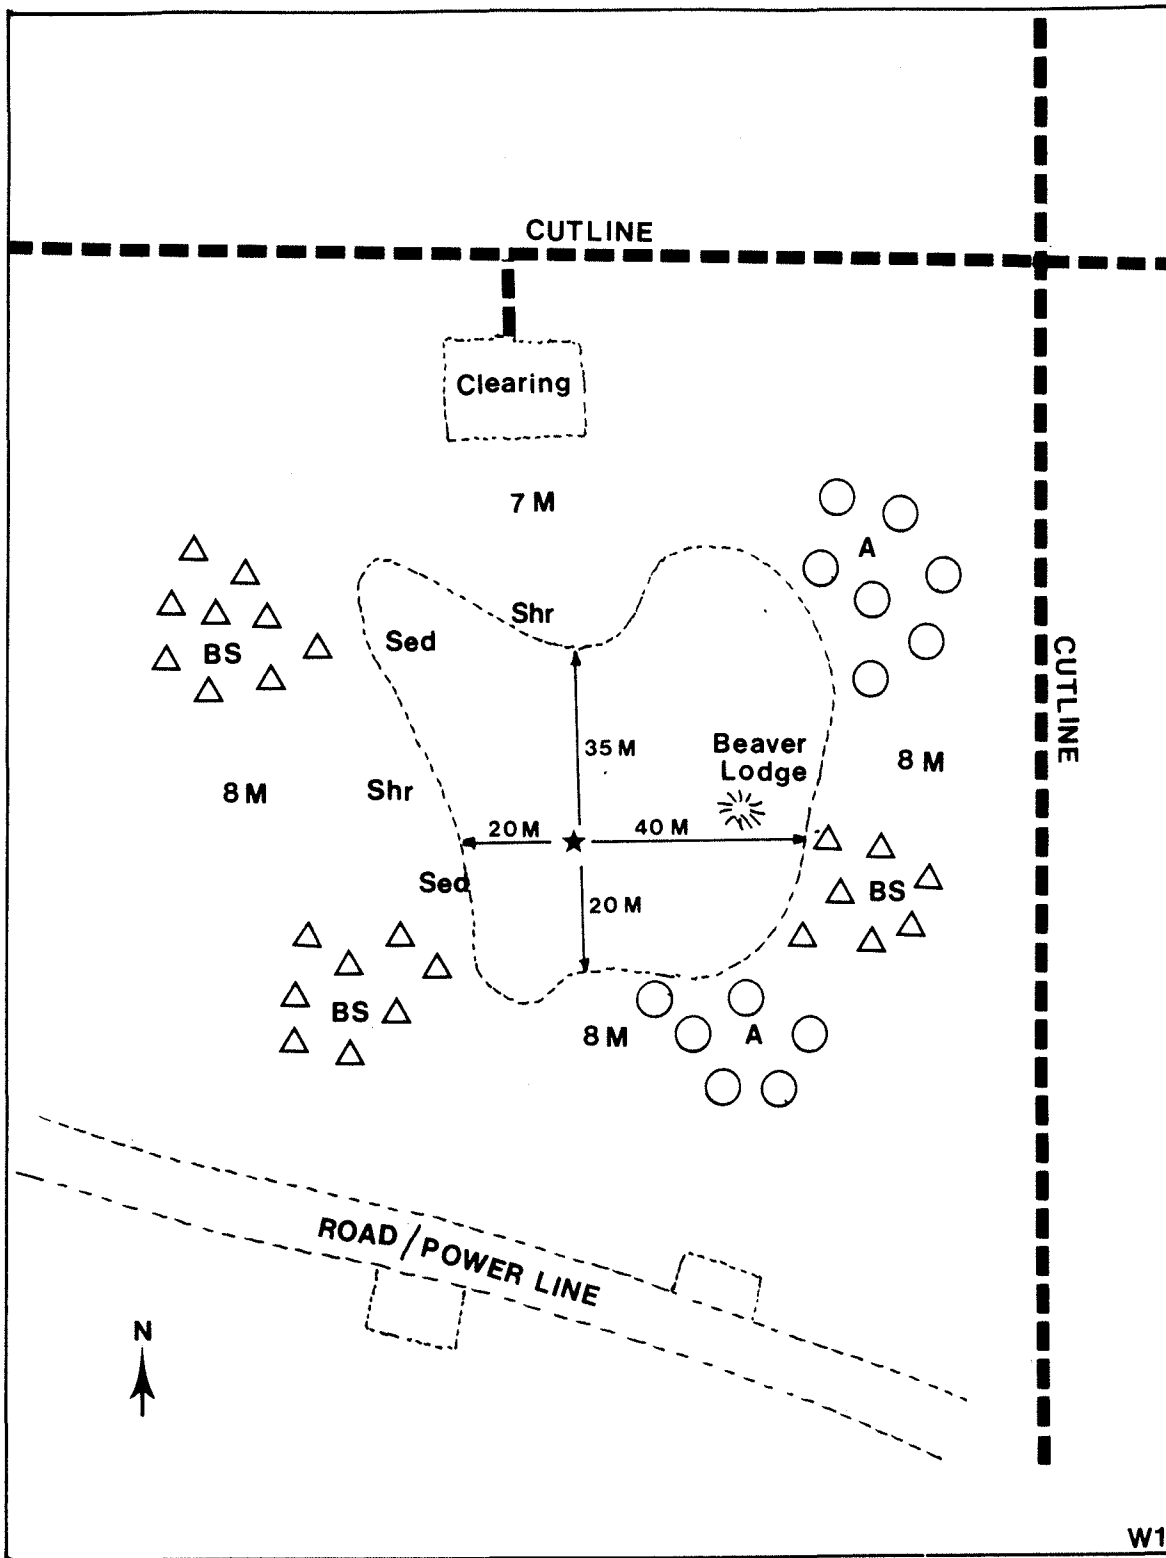 CUTLINE
Clearing
7 M
A
Shr
Sed
BS
CUTLINE
35 M
Beaver
Lodge
8 M
8 M
Shr
20 M
40 M
Sed
BS
20 M
BS
8 M
A
ROAD/POWER LINE
N
W1